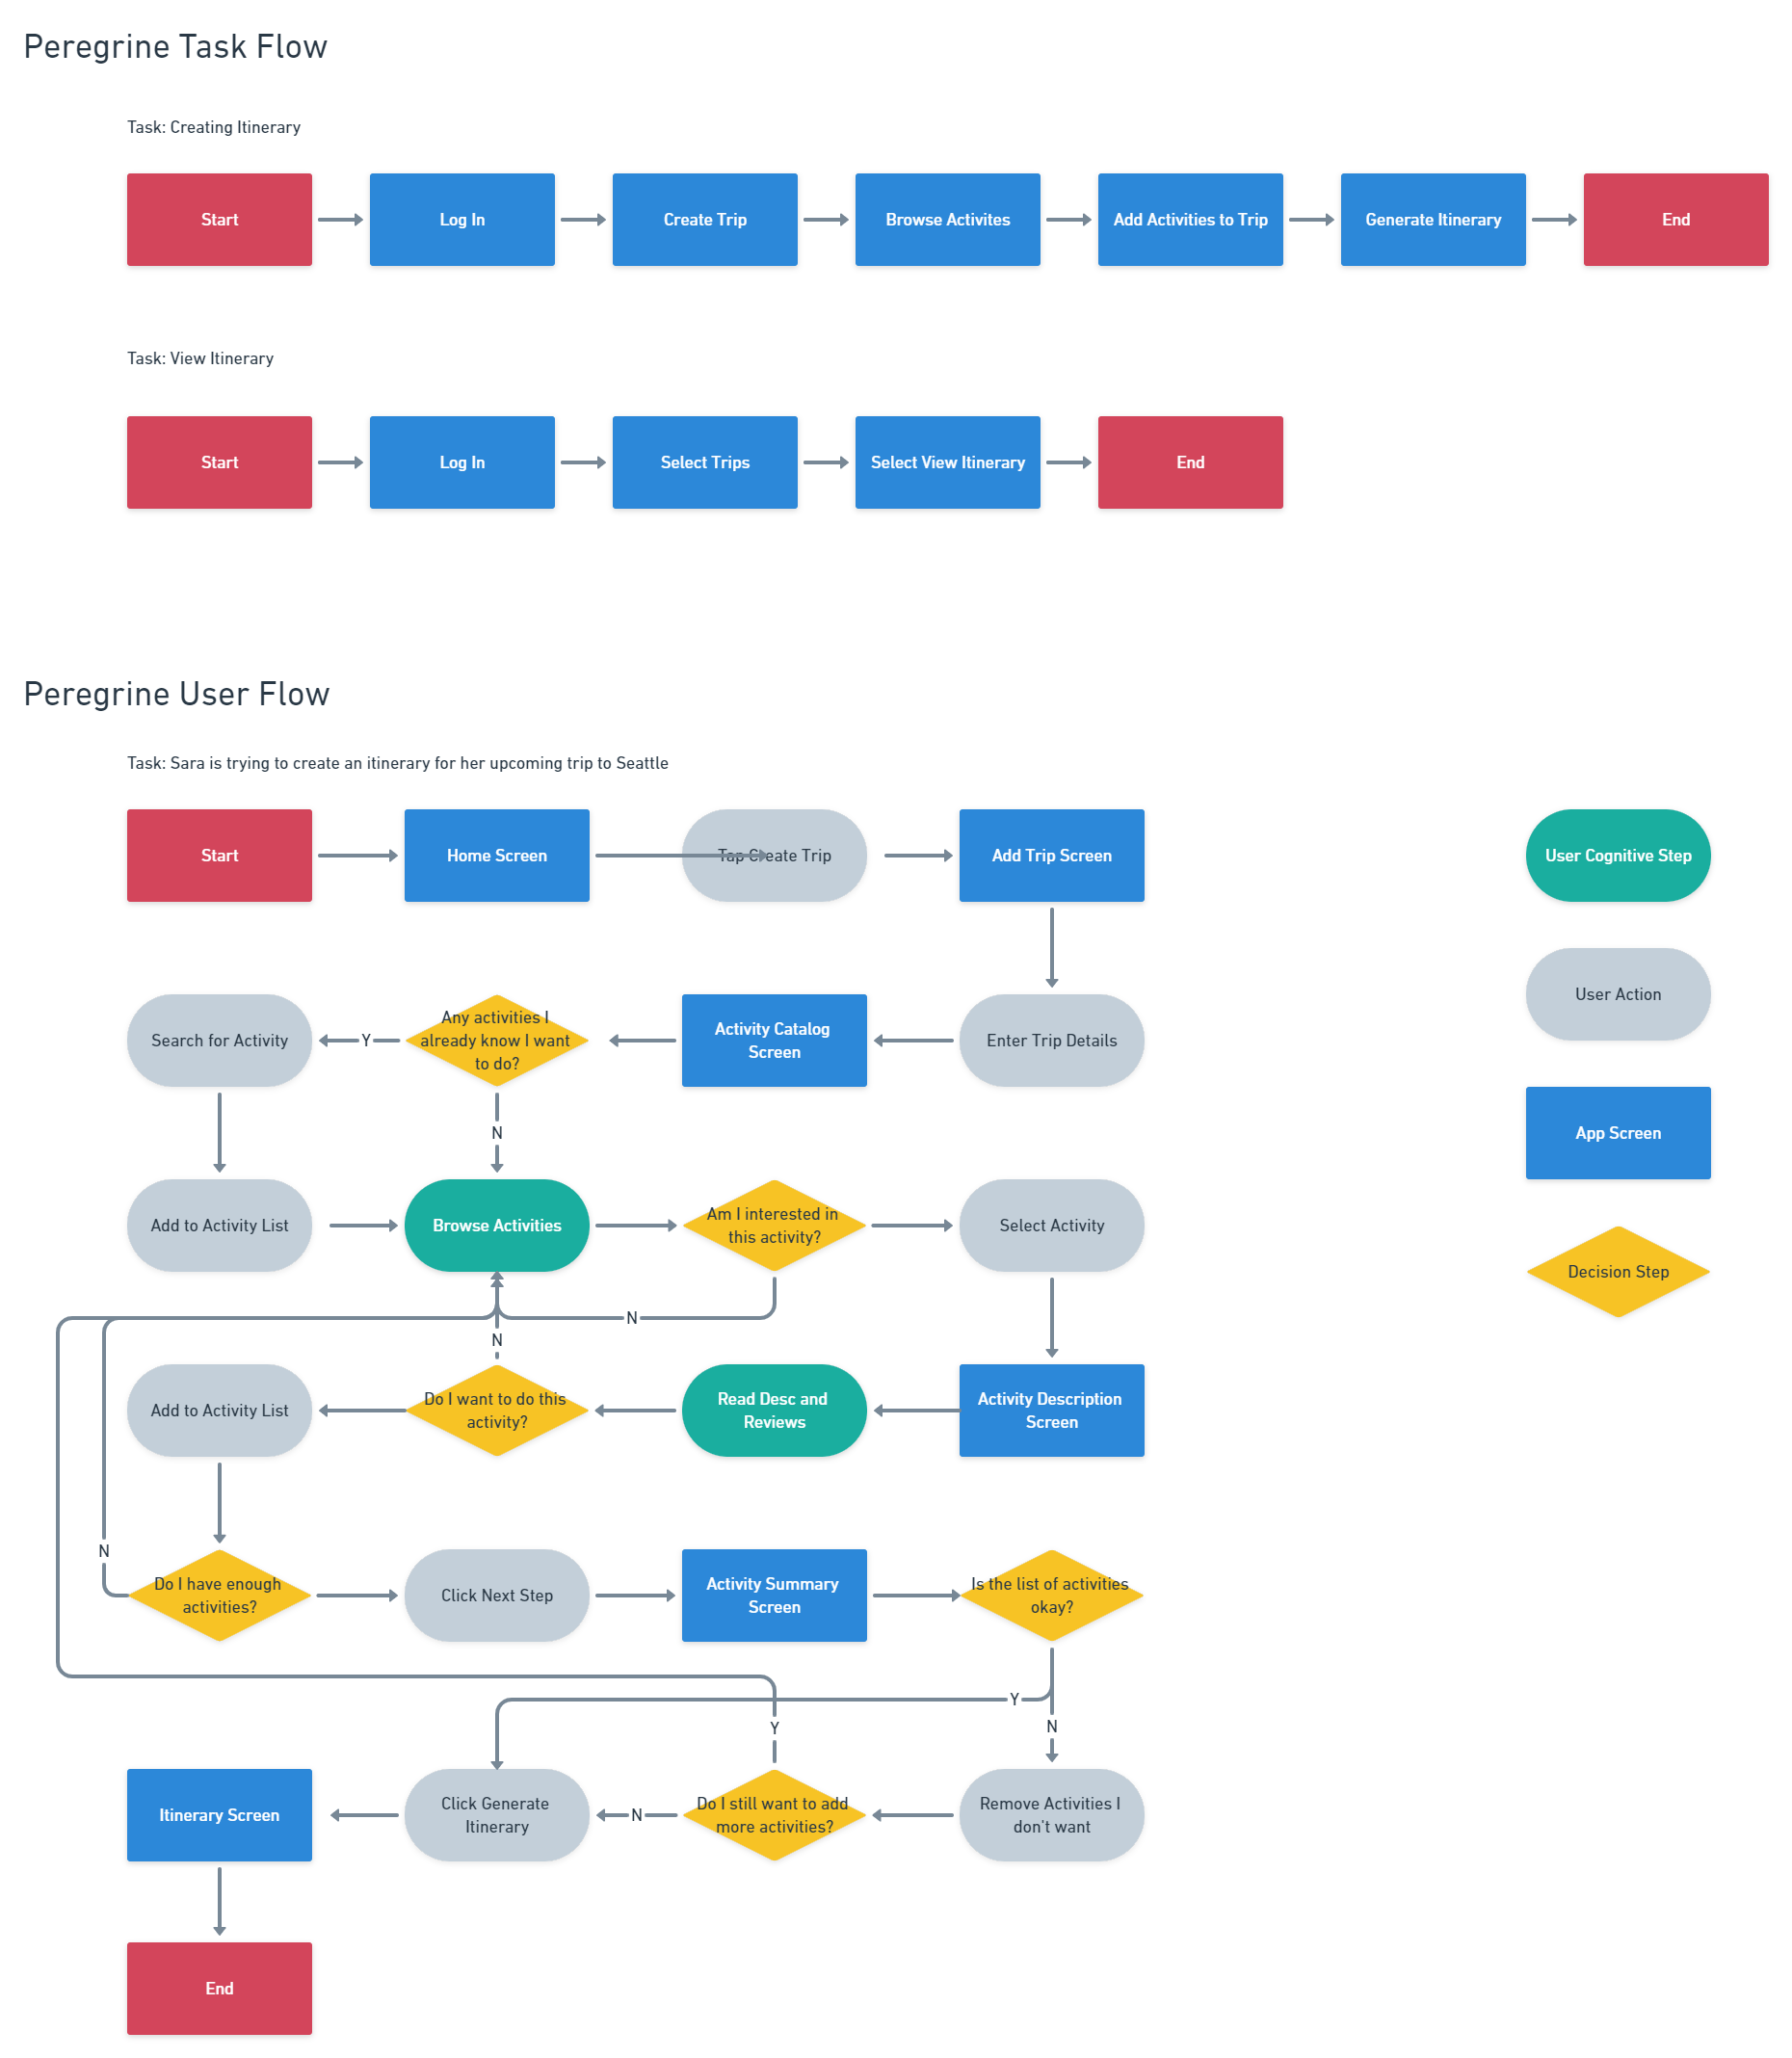 Peregrine Task Flow
Task: Creating Itinerary
Start
Log In
Create Trip
Browse Activites
Add Activities to Trip
Generate Itinerary
End
Task: View Itinerary
Start
Log In
Select Trips
Select View Itinerary
End
Peregrine User Flow
Task: Sara is trying to create an itinerary for her upcoming trip to Seattle
Start
Home Screen
Tap Create Trip
Add Trip Screen
User Cognitive Step
User Action
App Screen
Decision Step
Search for Activity
Y
Any activities I
already know I want
to do?
Activity Catalog
Screen
Enter Trip Details
N
Add to Activity List
Browse Activities
Am I interested in
this activity?
Select Activity
N
N
Add to Activity List
Do I want to do this
activity?
Read Desc and
Reviews
Activity Description
Screen
N
Do I have enough
activities?
Click Next Step
Activity Summary
Screen
Is the list of activities
okay?
Y
N
Y
Itinerary Screen
Click Generate
Itinerary
N
Do I still want to add
more activities?
Remove Activities I
don't want
End